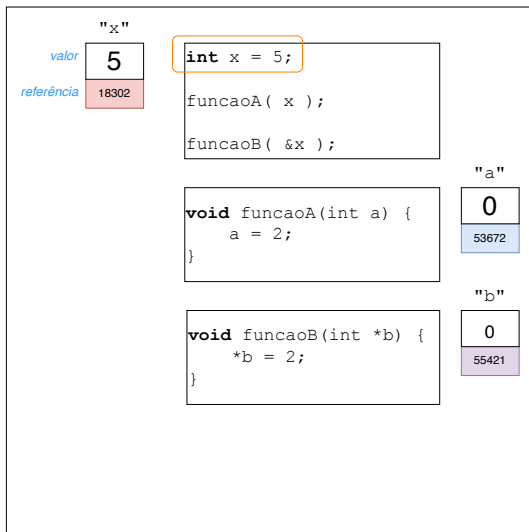 "x"
valor 5
referência 18302
int x = 5;
funcaoA( x );
funcaoB( &x );
"a"
0
53672
void funcaoA(int a) {
    a = 2;
}
"b"
0
55421
void funcaoB(int *b) {
    *b = 2;
}